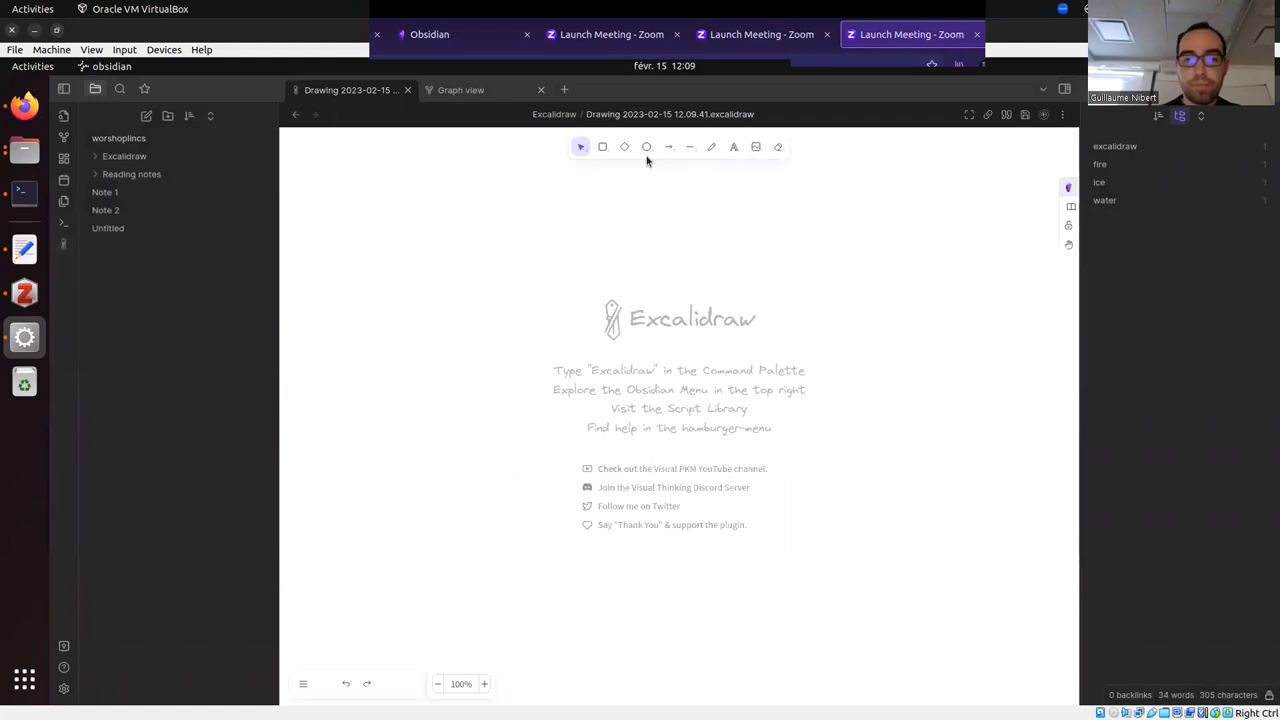 Activities
Oracle VM VirtualBox
Obsidian
Launch Meeting - Zoom
Launch Meeting - Zoom
Launch Meeting - Zoom
File Machine View Input Devices Help
Activities
obsidian
févr. 15 12:09
Guillaume Nibert
Drawing 2023-02-15 ...
Graph view
Excalidraw / Drawing 2023-02-15 12.09.41.excalidraw
worshoplincs
Excalidraw
Reading notes
Note 1
Note 2
Untitled
excalidraw 1
fire 1
ice 1
water 1
Excalidraw
Type "Excalidraw" in the Command Palette
Explore the Obsidian Menu in the top right
Visit the Script Library
Find help in the hamburger-menu
Check out the Visual PKM YouTube channel.
Join the Visual Thinking Discord Server
Follow me on Twitter
Say "Thank You" & support the plugin.
100%
0 backlinks 34 words 305 characters
Right Ctrl